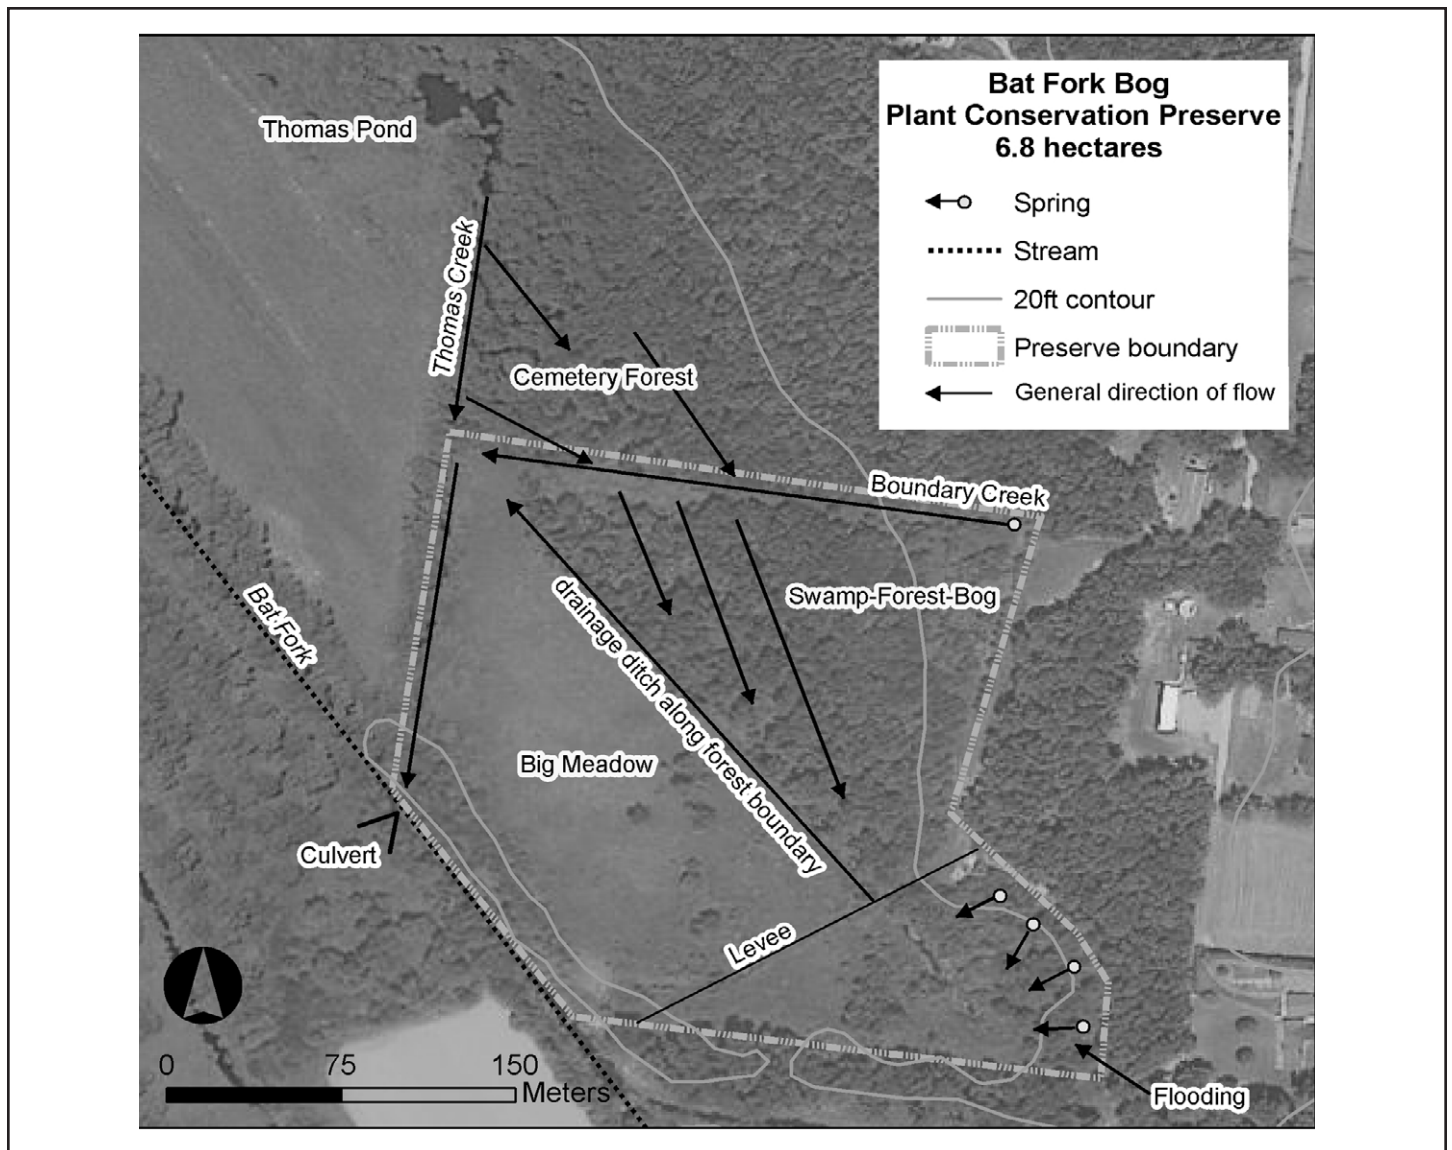 Bat Fork Bog
Plant Conservation Preserve
6.8 hectares
Spring
Stream
20ft contour
Preserve boundary
General direction of flow
Thomas Pond
Thomas Creek
Cemetery Forest
Boundary Creek
Swamp-Forest-Bog
Bat Fork
drainage ditch along forest boundary
Big Meadow
Culvert
Levee
0 75 150
Meters
Flooding